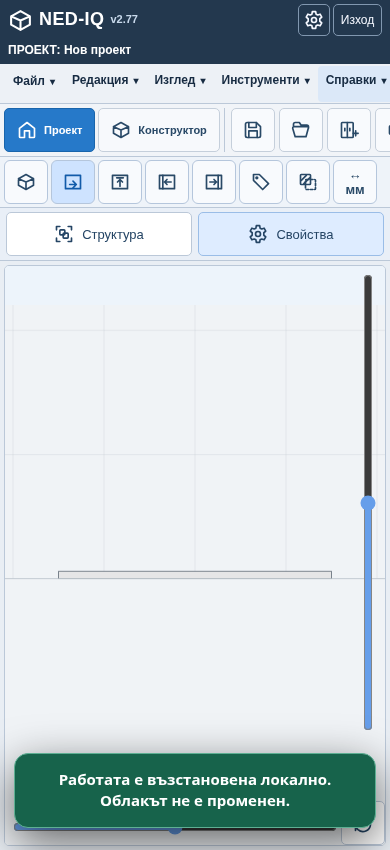 NED-IQ v2.77
Изход
ПРОЕКТ: Нов проект
Файл ▾ Редакция ▾ Изглед ▾ Инструменти ▾ Справки ▾
Проект Конструктор
↔
мм
Структура Свойства
Работата е възстановена локално.
Облакът не е променен.